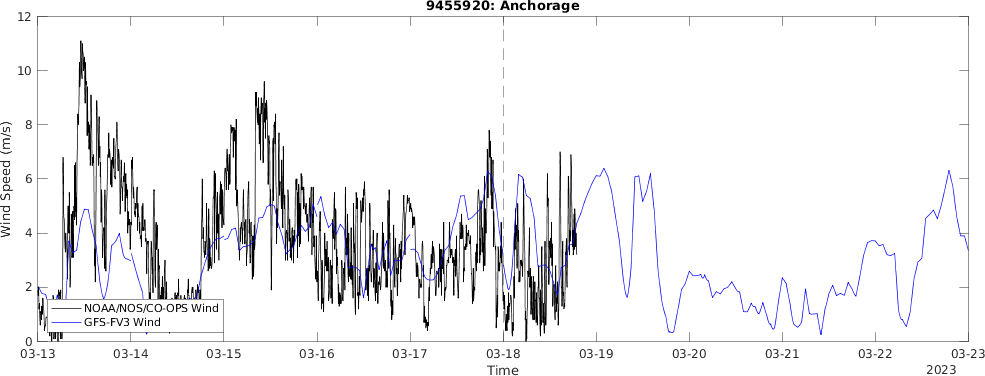 9455920: Anchorage
12
10
8
6
4
2
0
Wind Speed (m/s)
NOAA/NOS/CO-OPS Wind
GFS-FV3 Wind
03-13 03-14 03-15 03-16 03-17 03-18 03-19 03-20 03-21 03-22 03-23
Time
2023